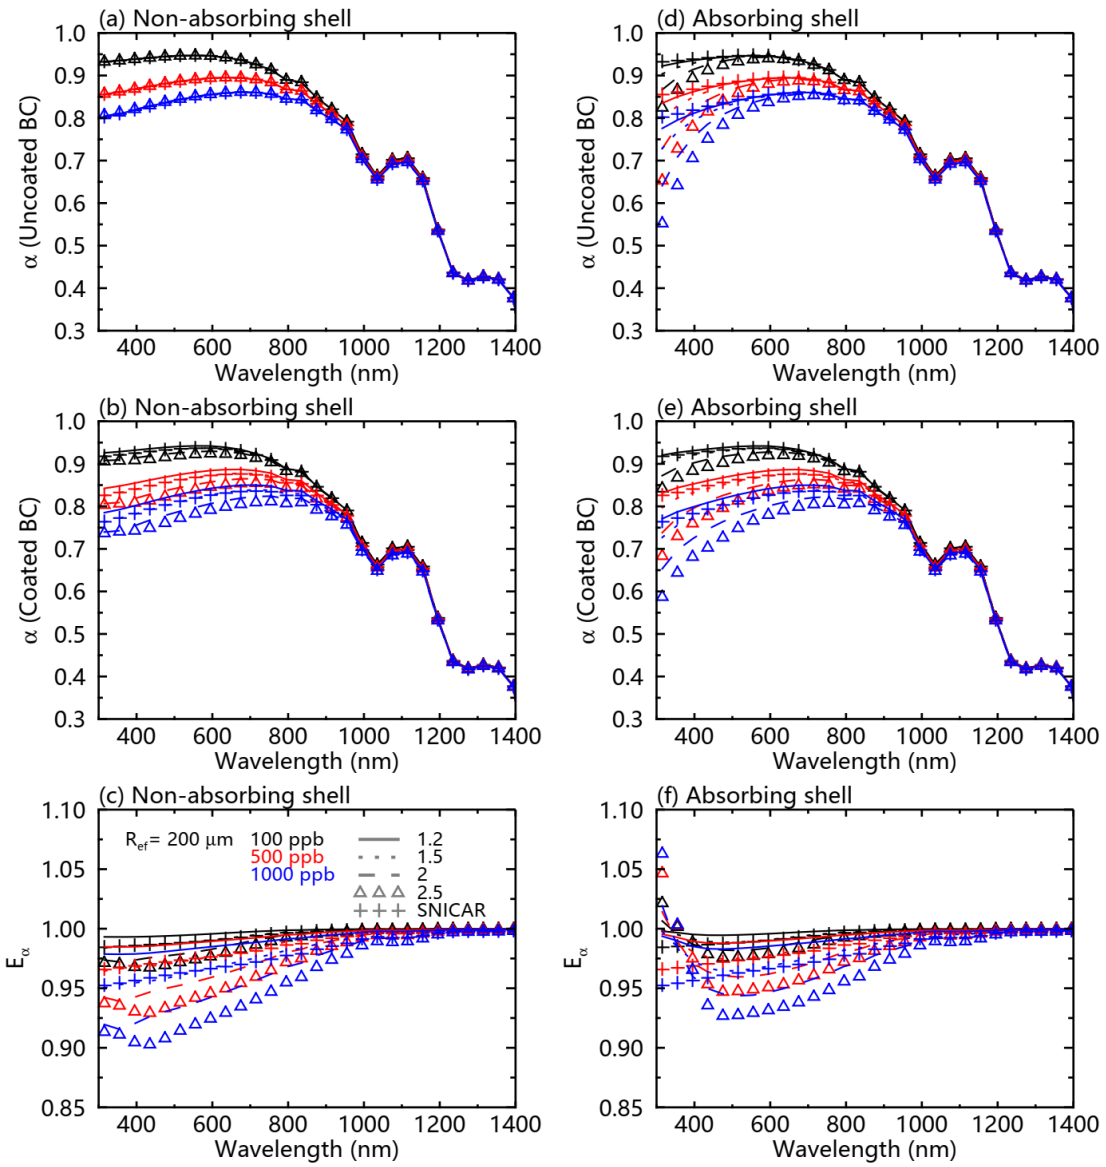 (a) Non-absorbing shell
α (Uncoated BC)
1.0
0.9
0.8
0.7
0.6
0.5
0.4
0.3
400 600 800 1000 1200 1400
Wavelength (nm)
(d) Absorbing shell
α (Uncoated BC)
1.0
0.9
0.8
0.7
0.6
0.5
0.4
0.3
400 600 800 1000 1200 1400
Wavelength (nm)
(b) Non-absorbing shell
α (Coated BC)
1.0
0.9
0.8
0.7
0.6
0.5
0.4
0.3
400 600 800 1000 1200 1400
Wavelength (nm)
(e) Absorbing shell
α (Coated BC)
1.0
0.9
0.8
0.7
0.6
0.5
0.4
0.3
400 600 800 1000 1200 1400
Wavelength (nm)
(c) Non-absorbing shell
Eα
1.10
1.05
1.00
0.95
0.90
0.85
Ref= 200 μm
100 ppb
500 ppb
1000 ppb
1.2
1.5
2
2.5
SNICAR
400 600 800 1000 1200 1400
Wavelength (nm)
(f) Absorbing shell
Eα
1.10
1.05
1.00
0.95
0.90
0.85
400 600 800 1000 1200 1400
Wavelength (nm)